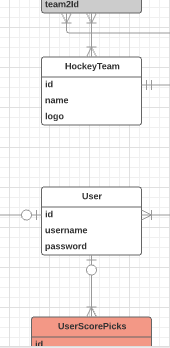 team2Id
HockeyTeam
id
name
logo
User
id
username
password
UserScorePicks
id